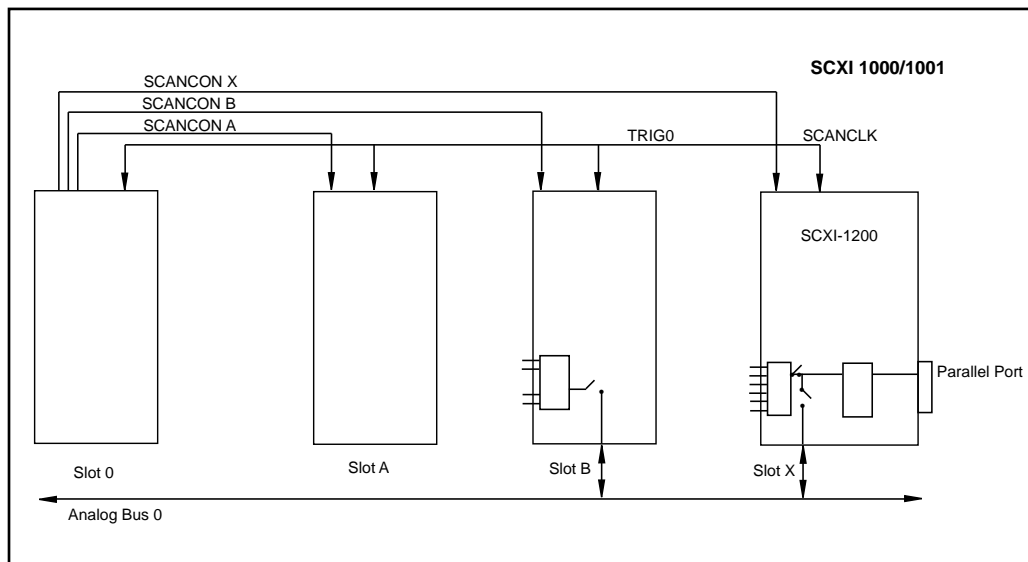 SCXI 1000/1001
SCANCON X
SCANCON B
SCANCON A
TRIG0
SCANCLK
SCXI-1200
Parallel Port
Slot 0
Slot A
Slot B
Slot X
Analog Bus 0